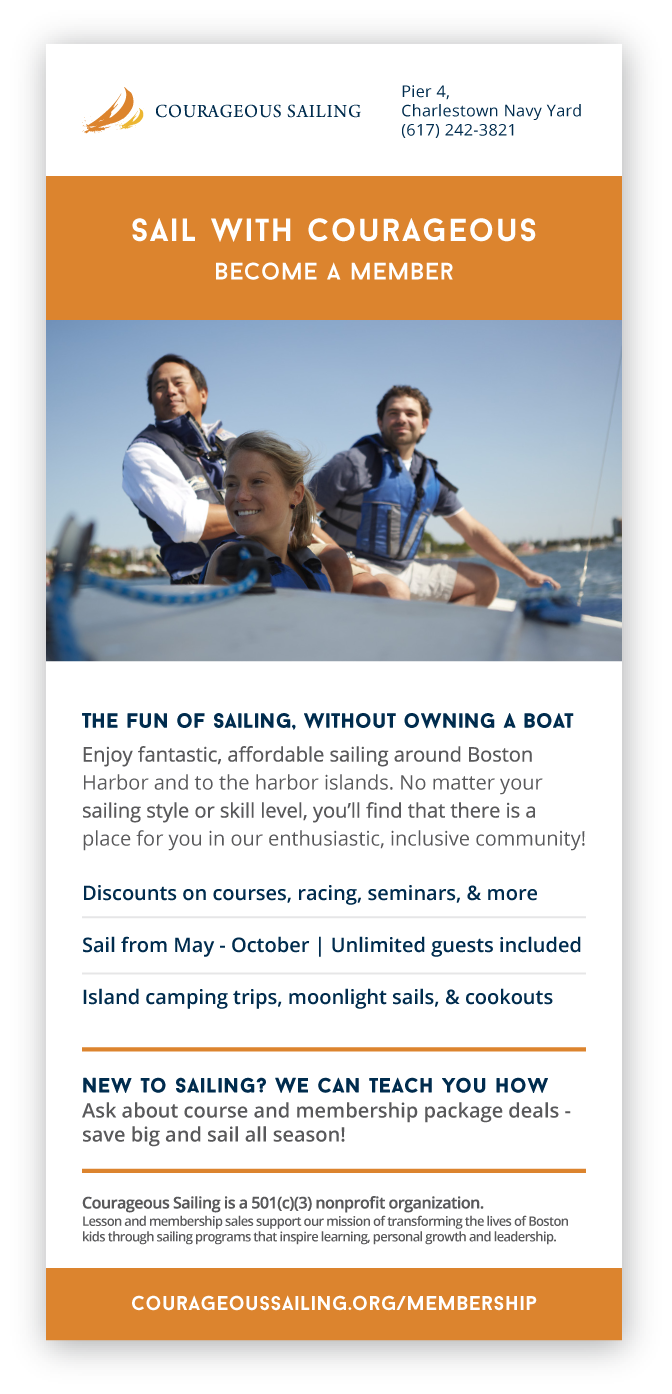 COURAGEOUS SAILING
Pier 4,
Charlestown Navy Yard
(617) 242-3821
SAIL WITH COURAGEOUS
BECOME A MEMBER
THE FUN OF SAILING, WITHOUT OWNING A BOAT
Enjoy fantastic, affordable sailing around Boston
Harbor and to the harbor islands. No matter your
sailing style or skill level, you'll find that there is a
place for you in our enthusiastic, inclusive community!
Discounts on courses, racing, seminars, & more
Sail from May - October | Unlimited guests included
Island camping trips, moonlight sails, & cookouts
NEW TO SAILING? WE CAN TEACH YOU HOW
Ask about course and membership package deals -
save big and sail all season!
Courageous Sailing is a 501(c)(3) nonprofit organization.
Lesson and membership sales support our mission of transforming the lives of Boston
kids through sailing programs that inspire learning, personal growth and leadership.
COURAGEOUSSAILING.ORG/MEMBERSHIP